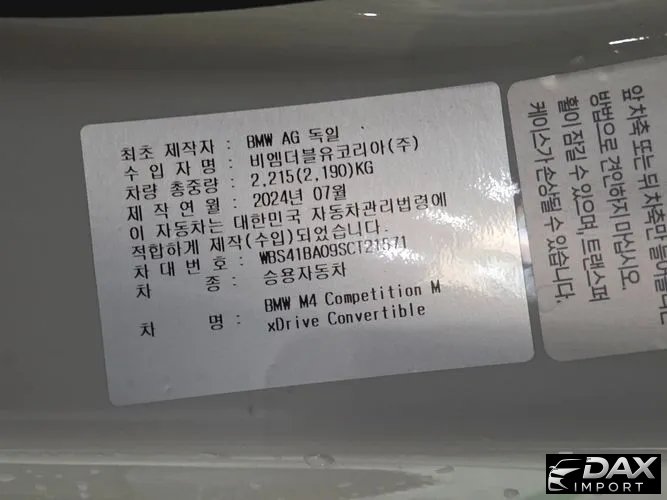 최초 제작자 : BMW AG 독일
수 입 자 명 : 비엠더블유코리아(주)
차량 총중량 : 2,215(2,190)KG
제 작 연 월 : 2024년 07월
이 자동차는 대한민국 자동차관리법령에
적합하게 제작(수입)되었습니다.
차 대 번 호 : WBS41BA09SCT21571
차 종 : 승용자동차
차 명 : BMW M4 Competition M
xDrive Convertible
앞차축 또는 뒤차축만 들어올리는
방법으로 견인하지 마십시오
휠이 잠길 수 있으며, 트랜스퍼
케이스가 손상될 수 있습니다.
DAX
IMPORT